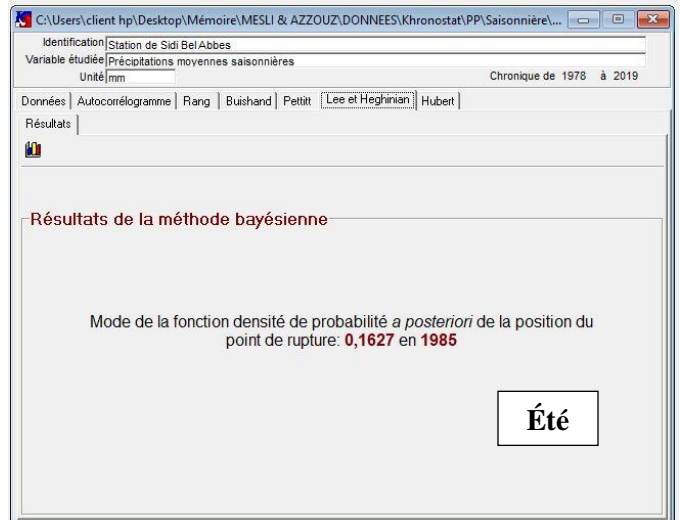 C:\Users\client hp\Desktop\Mémoire\MESLI & AZZOUZ\DONNEES\Khronostat\PP\Saisonnière\...
Identification Station de Sidi Bel Abbes
Variable étudiée Précipitations moyennes saisonnières
Unité mm Chronique de 1978 à 2019
Données Autocorrélogramme Rang Buishand Pettitt Lee et Heghinian Hubert
Résultats
Résultats de la méthode bayésienne
Mode de la fonction densité de probabilité a posteriori de la position du
point de rupture: 0,1627 en 1985
Été